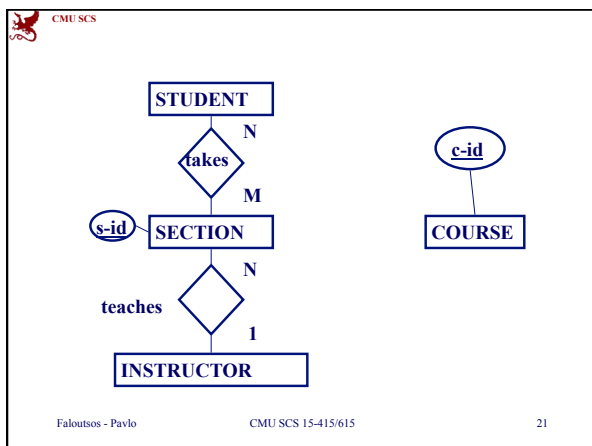 CMU SCS
STUDENT
N
takes
c-id
M
s-id
SECTION
COURSE
N
teaches
1
INSTRUCTOR
Faloutsos - Pavlo
CMU SCS 15-415/615
21